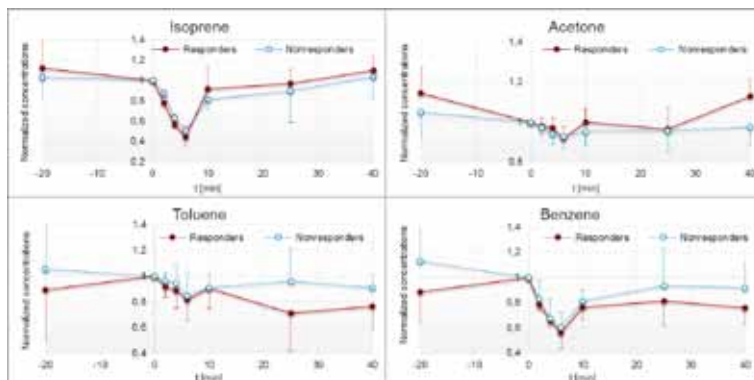 Isoprene
1,4
Responders
Nonresponders
1,2
1
0,8
0,6
0,4
0,2
Normalized concentrations
-20
-10
0
10
20
30
40
t [min]
Acetone
1,4
Responders
Nonresponders
1,2
Normalized concentrations
-20
-10
0
10
20
30
40
t [min]
Toluene
1,4
Responders
Nonresponders
1,2
1
0,8
0,6
0,4
Normalized concentrations
-20
-10
0
10
20
30
40
Benzene
1,4
Responders
Nonresponders
1,2
1
0,8
0,6
0,4
Normalized concentrations
-20
-10
0
10
20
30
40